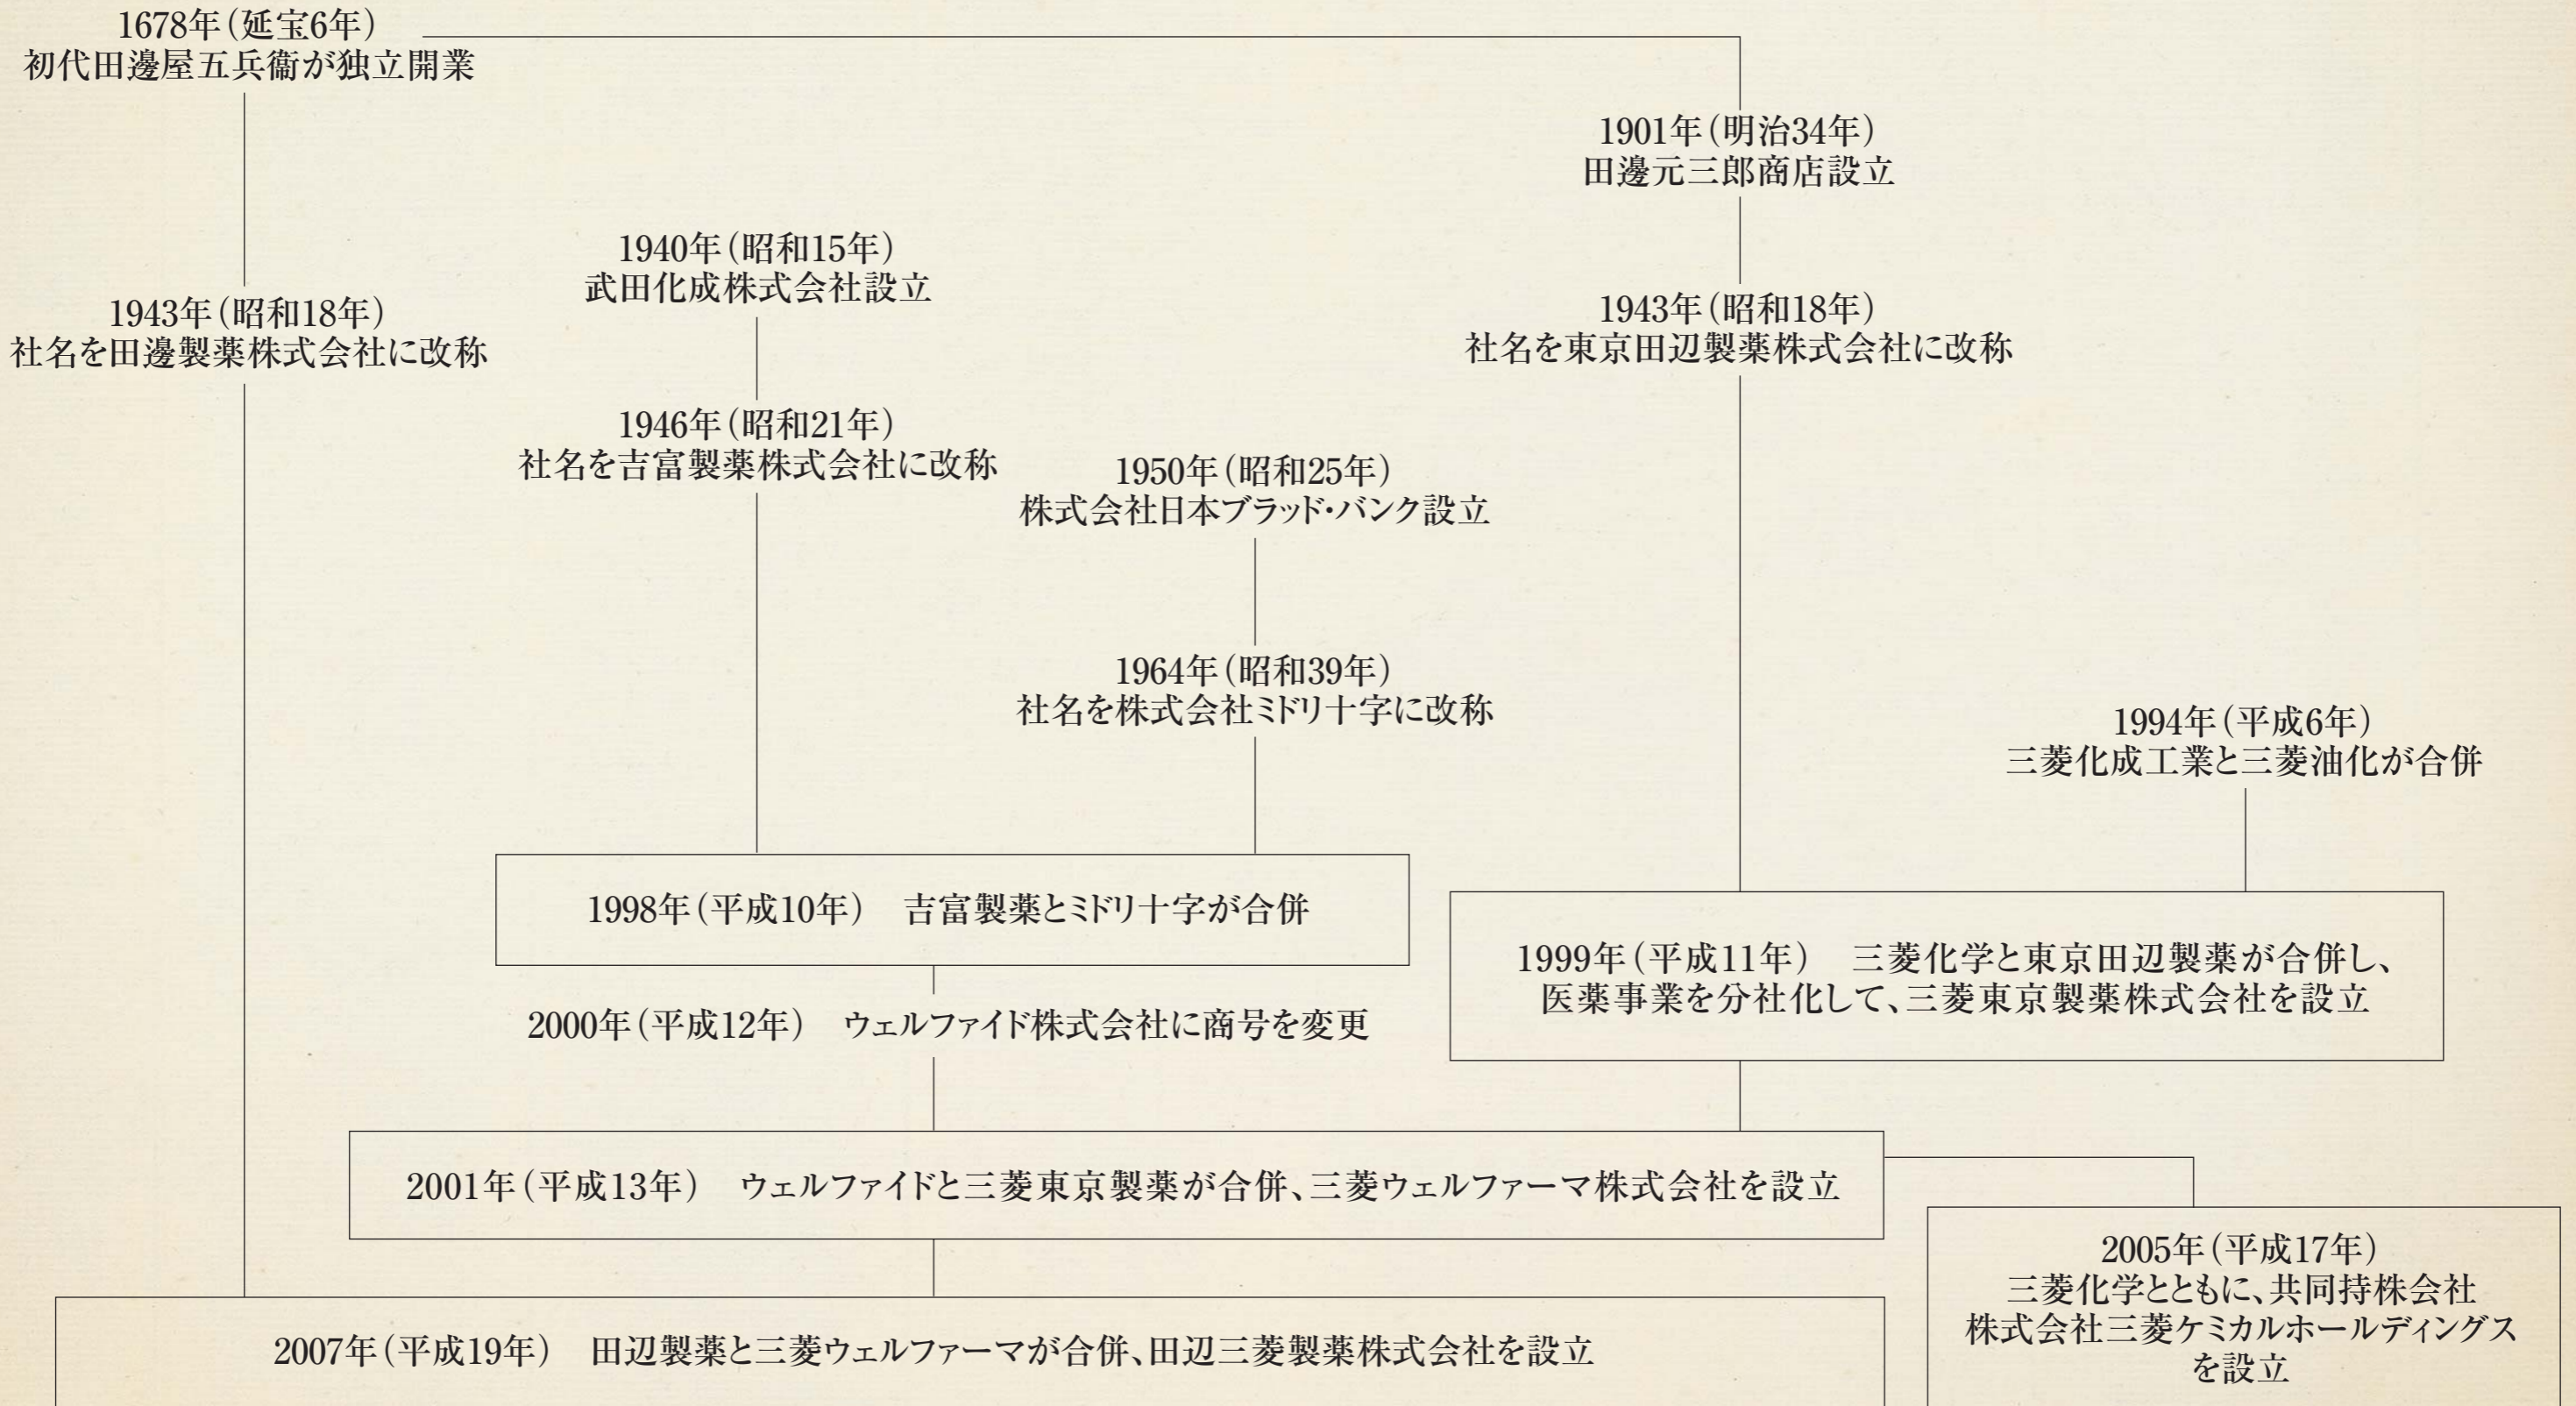 1678年（延宝6年）
初代田邊屋五兵衞が独立開業
1901年（明治34年）
田邊元三郎商店設立
1940年（昭和15年）
武田化成株式会社設立
1943年（昭和18年）
社名を田邊製薬株式会社に改称
1943年（昭和18年）
社名を東京田辺製薬株式会社に改称
1946年（昭和21年）
社名を吉富製薬株式会社に改称
1950年（昭和25年）
株式会社日本ブラッド・バンク設立
1964年（昭和39年）
社名を株式会社ミドリ十字に改称
1994年（平成6年）
三菱化成工業と三菱油化が合併
1998年（平成10年）　吉富製薬とミドリ十字が合併
1999年（平成11年）　三菱化学と東京田辺製薬が合併し、
医薬事業を分社化して、三菱東京製薬株式会社を設立
2000年（平成12年）　ウェルファイド株式会社に商号を変更
2001年（平成13年）　ウェルファイドと三菱東京製薬が合併、三菱ウェルファーマ株式会社を設立
2005年（平成17年）
三菱化学とともに、共同持株会社
株式会社三菱ケミカルホールディングス
を設立
2007年（平成19年）　田辺製薬と三菱ウェルファーマが合併、田辺三菱製薬株式会社を設立